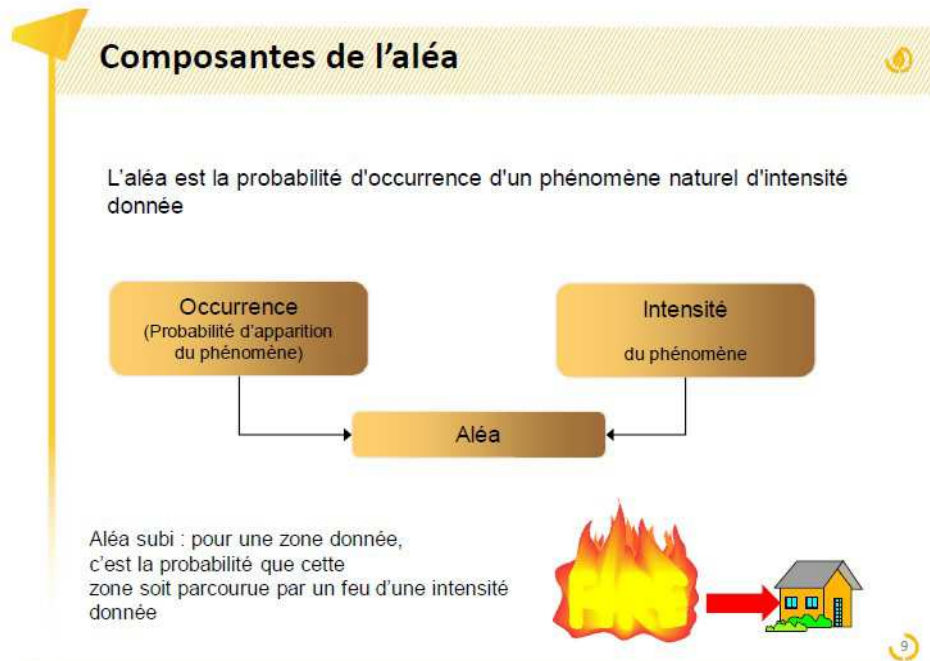 Composantes de l’aléa
L’aléa est la probabilité d'occurrence d'un phénomène naturel d'intensité
donnée
Occurrence
(Probabilité d’apparition
du phénomène)
Intensité
du phénomène
Aléa
Aléa subi : pour une zone donnée,
c’est la probabilité que cette
zone soit parcourue par un feu d’une intensité
donnée
FIRE
9